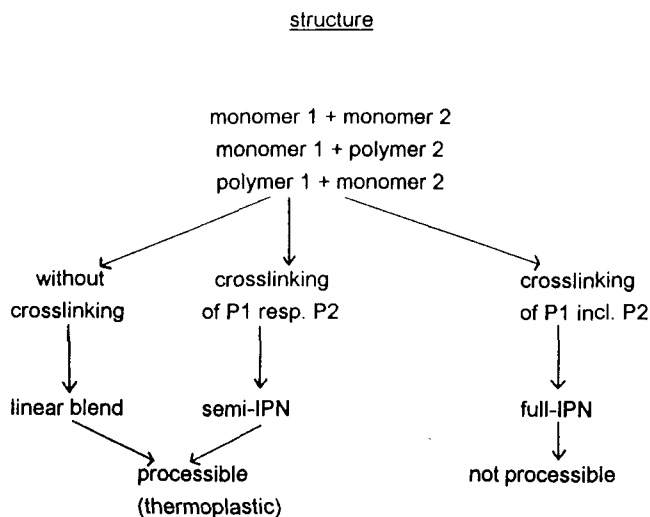 structure
monomer 1 + monomer 2
monomer 1 + polymer 2
polymer 1 + monomer 2
without
crosslinking
crosslinking
of P1 resp. P2
crosslinking
of P1 incl. P2
linear blend
semi-IPN
full-IPN
processible
(thermoplastic)
not processible